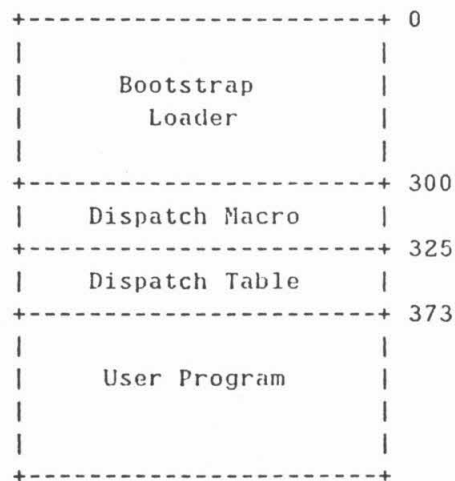 0
Bootstrap
Loader
300
Dispatch Macro
325
Dispatch Table
373
User Program